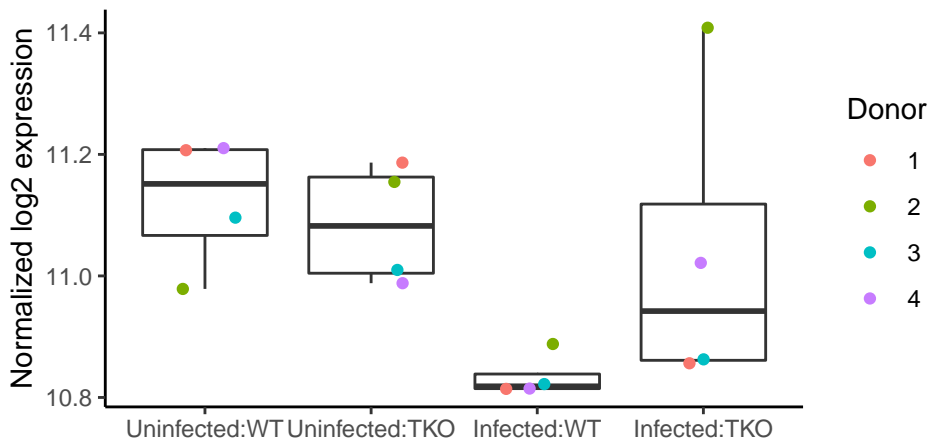 Normalized log2 expression
11.4
11.2
11.0
10.8
Uninfected:WT
Uninfected:TKO
Infected:WT
Infected:TKO
Donor
1
2
3
4